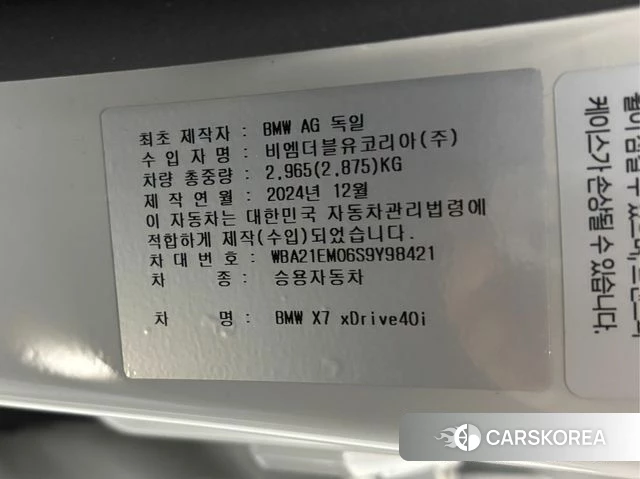 최초 제작자 : BMW AG 독일
수 입 자 명 : 비엠더블유코리아(주)
차량 총중량 : 2,965(2,875)KG
제 작 연 월 : 2024년 12월
이 자동차는 대한민국 자동차관리법령에
적합하게 제작(수입)되었습니다.
차 대 번 호 : WBA21EM06S9Y98421
차 종 : 승용자동차
차 명 : BMW X7 xDrive40i
케이스가 손상될 수 있습니다.
CARSKOREA